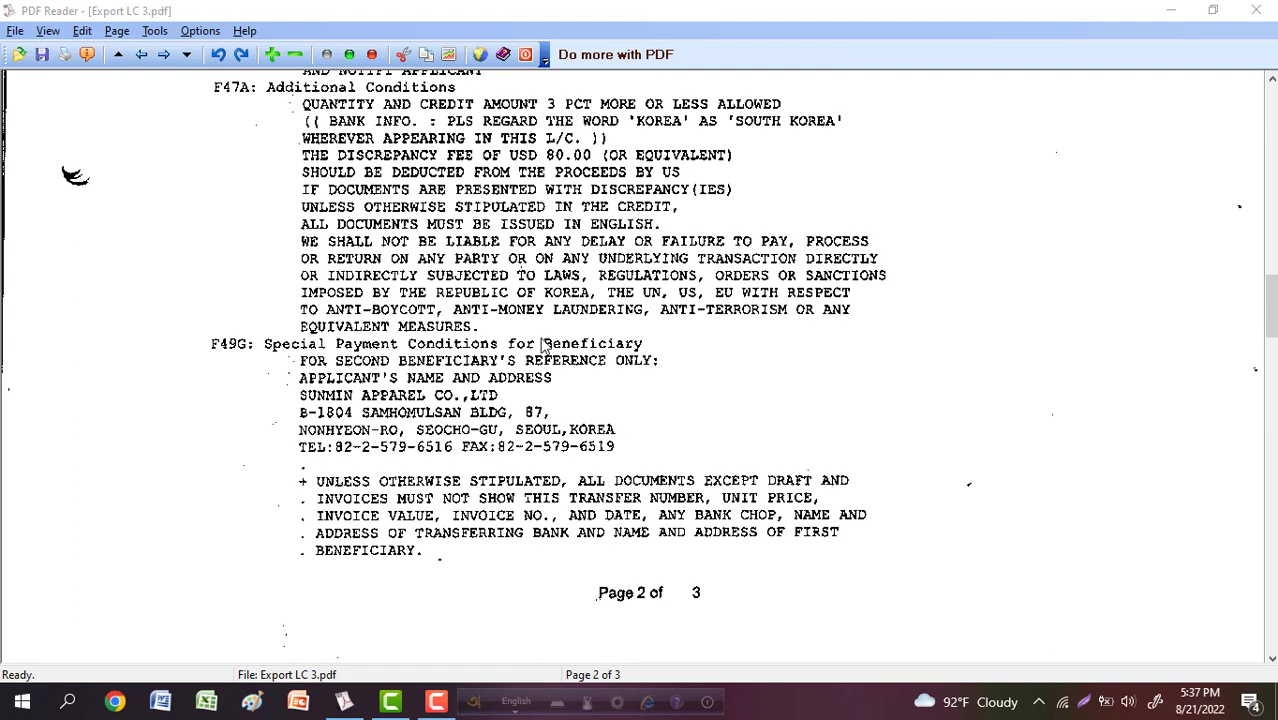 PDF Reader - [Export LC 3.pdf]
File View Edit Page Tools Options Help
Do more with PDF
AND NOTIFY APPLICANT
F47A: Additional Conditions
QUANTITY AND CREDIT AMOUNT 3 PCT MORE OR LESS ALLOWED
(( BANK INFO. : PLS REGARD THE WORD 'KOREA' AS 'SOUTH KOREA'
WHEREVER APPEARING IN THIS L/C. ))
THE DISCREPANCY FEE OF USD 80.00 (OR EQUIVALENT)
SHOULD BE DEDUCTED FROM THE PROCEEDS BY US
IF DOCUMENTS ARE PRESENTED WITH DISCREPANCY(IES)
UNLESS OTHERWISE STIPULATED IN THE CREDIT,
ALL DOCUMENTS MUST BE ISSUED IN ENGLISH.
WE SHALL NOT BE LIABLE FOR ANY DELAY OR FAILURE TO PAY, PROCESS
OR RETURN ON ANY PARTY OR ON ANY UNDERLYING TRANSACTION DIRECTLY
OR INDIRECTLY SUBJECTED TO LAWS, REGULATIONS, ORDERS OR SANCTIONS
IMPOSED BY THE REPUBLIC OF KOREA, THE UN, US, EU WITH RESPECT
TO ANTI-BOYCOTT, ANTI-MONEY LAUNDERING, ANTI-TERRORISM OR ANY
EQUIVALENT MEASURES.
F49G: Special Payment Conditions for Beneficiary
FOR SECOND BENEFICIARY'S REFERENCE ONLY:
APPLICANT'S NAME AND ADDRESS
SUNMIN APPAREL CO.,LTD
B-1804 SAMHOMULSAN BLDG, 87,
NONHYEON-RO, SEOCHO-GU, SEOUL,KOREA
TEL:82-2-579-6516 FAX:82-2-579-6519
.
+ UNLESS OTHERWISE STIPULATED, ALL DOCUMENTS EXCEPT DRAFT AND
. INVOICES MUST NOT SHOW THIS TRANSFER NUMBER, UNIT PRICE,
. INVOICE VALUE, INVOICE NO., AND DATE, ANY BANK CHOP, NAME AND
. ADDRESS OF TRANSFERRING BANK AND NAME AND ADDRESS OF FIRST
. BENEFICIARY.
Page 2 of 3
Ready. File: Export LC 3.pdf Page 2 of 3
English
92°F Cloudy
5:37 PM
8/21/2022
4